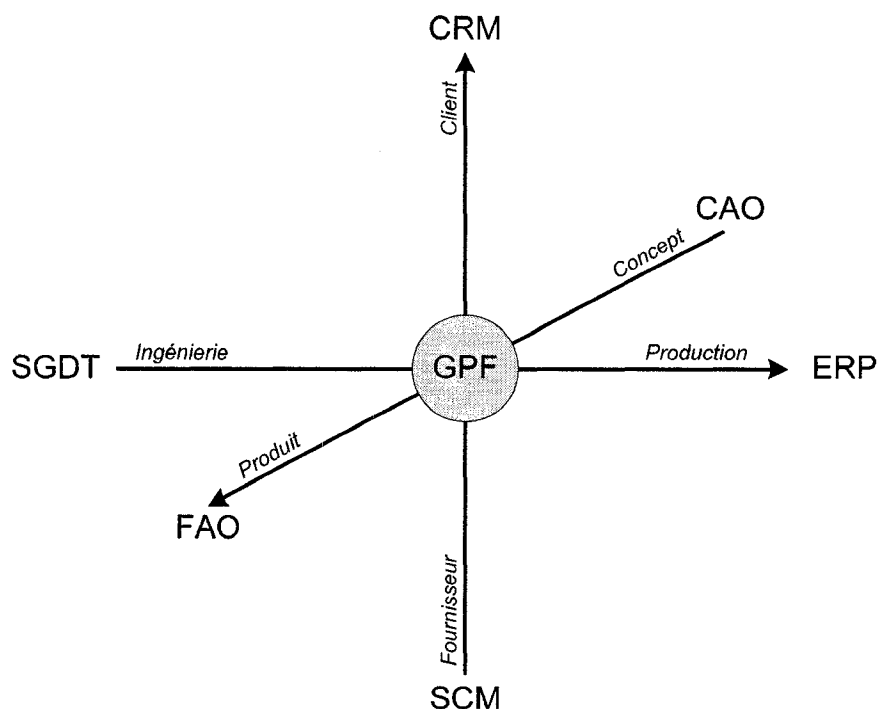 CRM
Client
CAO
Concept
SGDT
Ingénierie
GPF
Production
ERP
Produit
FAO
Fournisseur
SCM